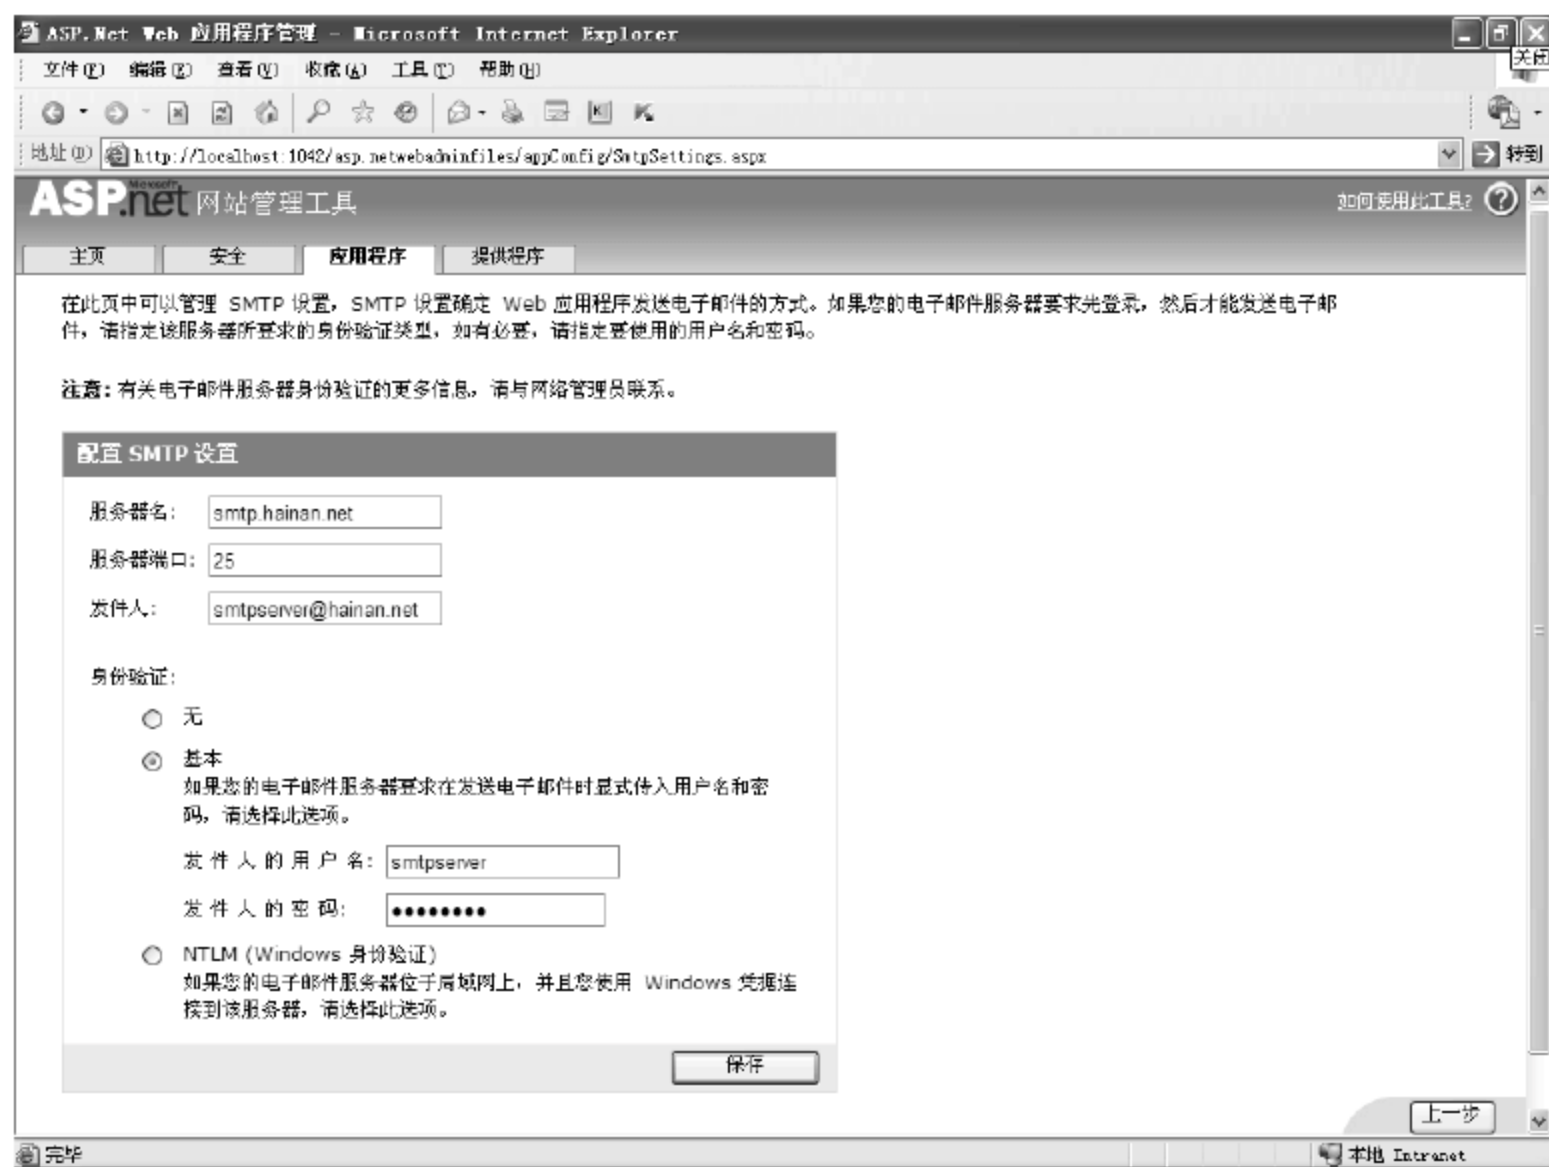 ASP.Net Web 应用程序管理 - Microsoft Internet Explorer
关闭
文件(F) 编辑(E) 查看(V) 收藏(A) 工具(T) 帮助(H)
地址(D) http://localhost:1042/asp.netwebadminfiles/appConfig/SmtpSettings.aspx 转到
Microsoft
ASP.net 网站管理工具 如何使用此工具? ?
主页 安全 应用程序 提供程序
在此页中可以管理 SMTP 设置，SMTP 设置确定 Web 应用程序发送电子邮件的方式。如果您的电子邮件服务器要求先登录，然后才能发送电子邮
件，请指定该服务器所要求的身份验证类型，如有必要，请指定要使用的用户名和密码。
注意：有关电子邮件服务器身份验证的更多信息，请与网络管理员联系。
配置 SMTP 设置
服务器名: smtp.hainan.net
服务器端口: 25
发件人: smtpserver@hainan.net
身份验证:
无
基本
如果您的电子邮件服务器要求在发送电子邮件时显式传入用户名和密
码，请选择此选项。
发件人的用户名: smtpserver
发件人的密码: ●●●●●●●●
NTLM (Windows 身份验证)
如果您的电子邮件服务器位于局域网上，并且您使用 Windows 凭据连
接到该服务器，请选择此选项。
保存
上一步
完毕 本地 Intranet